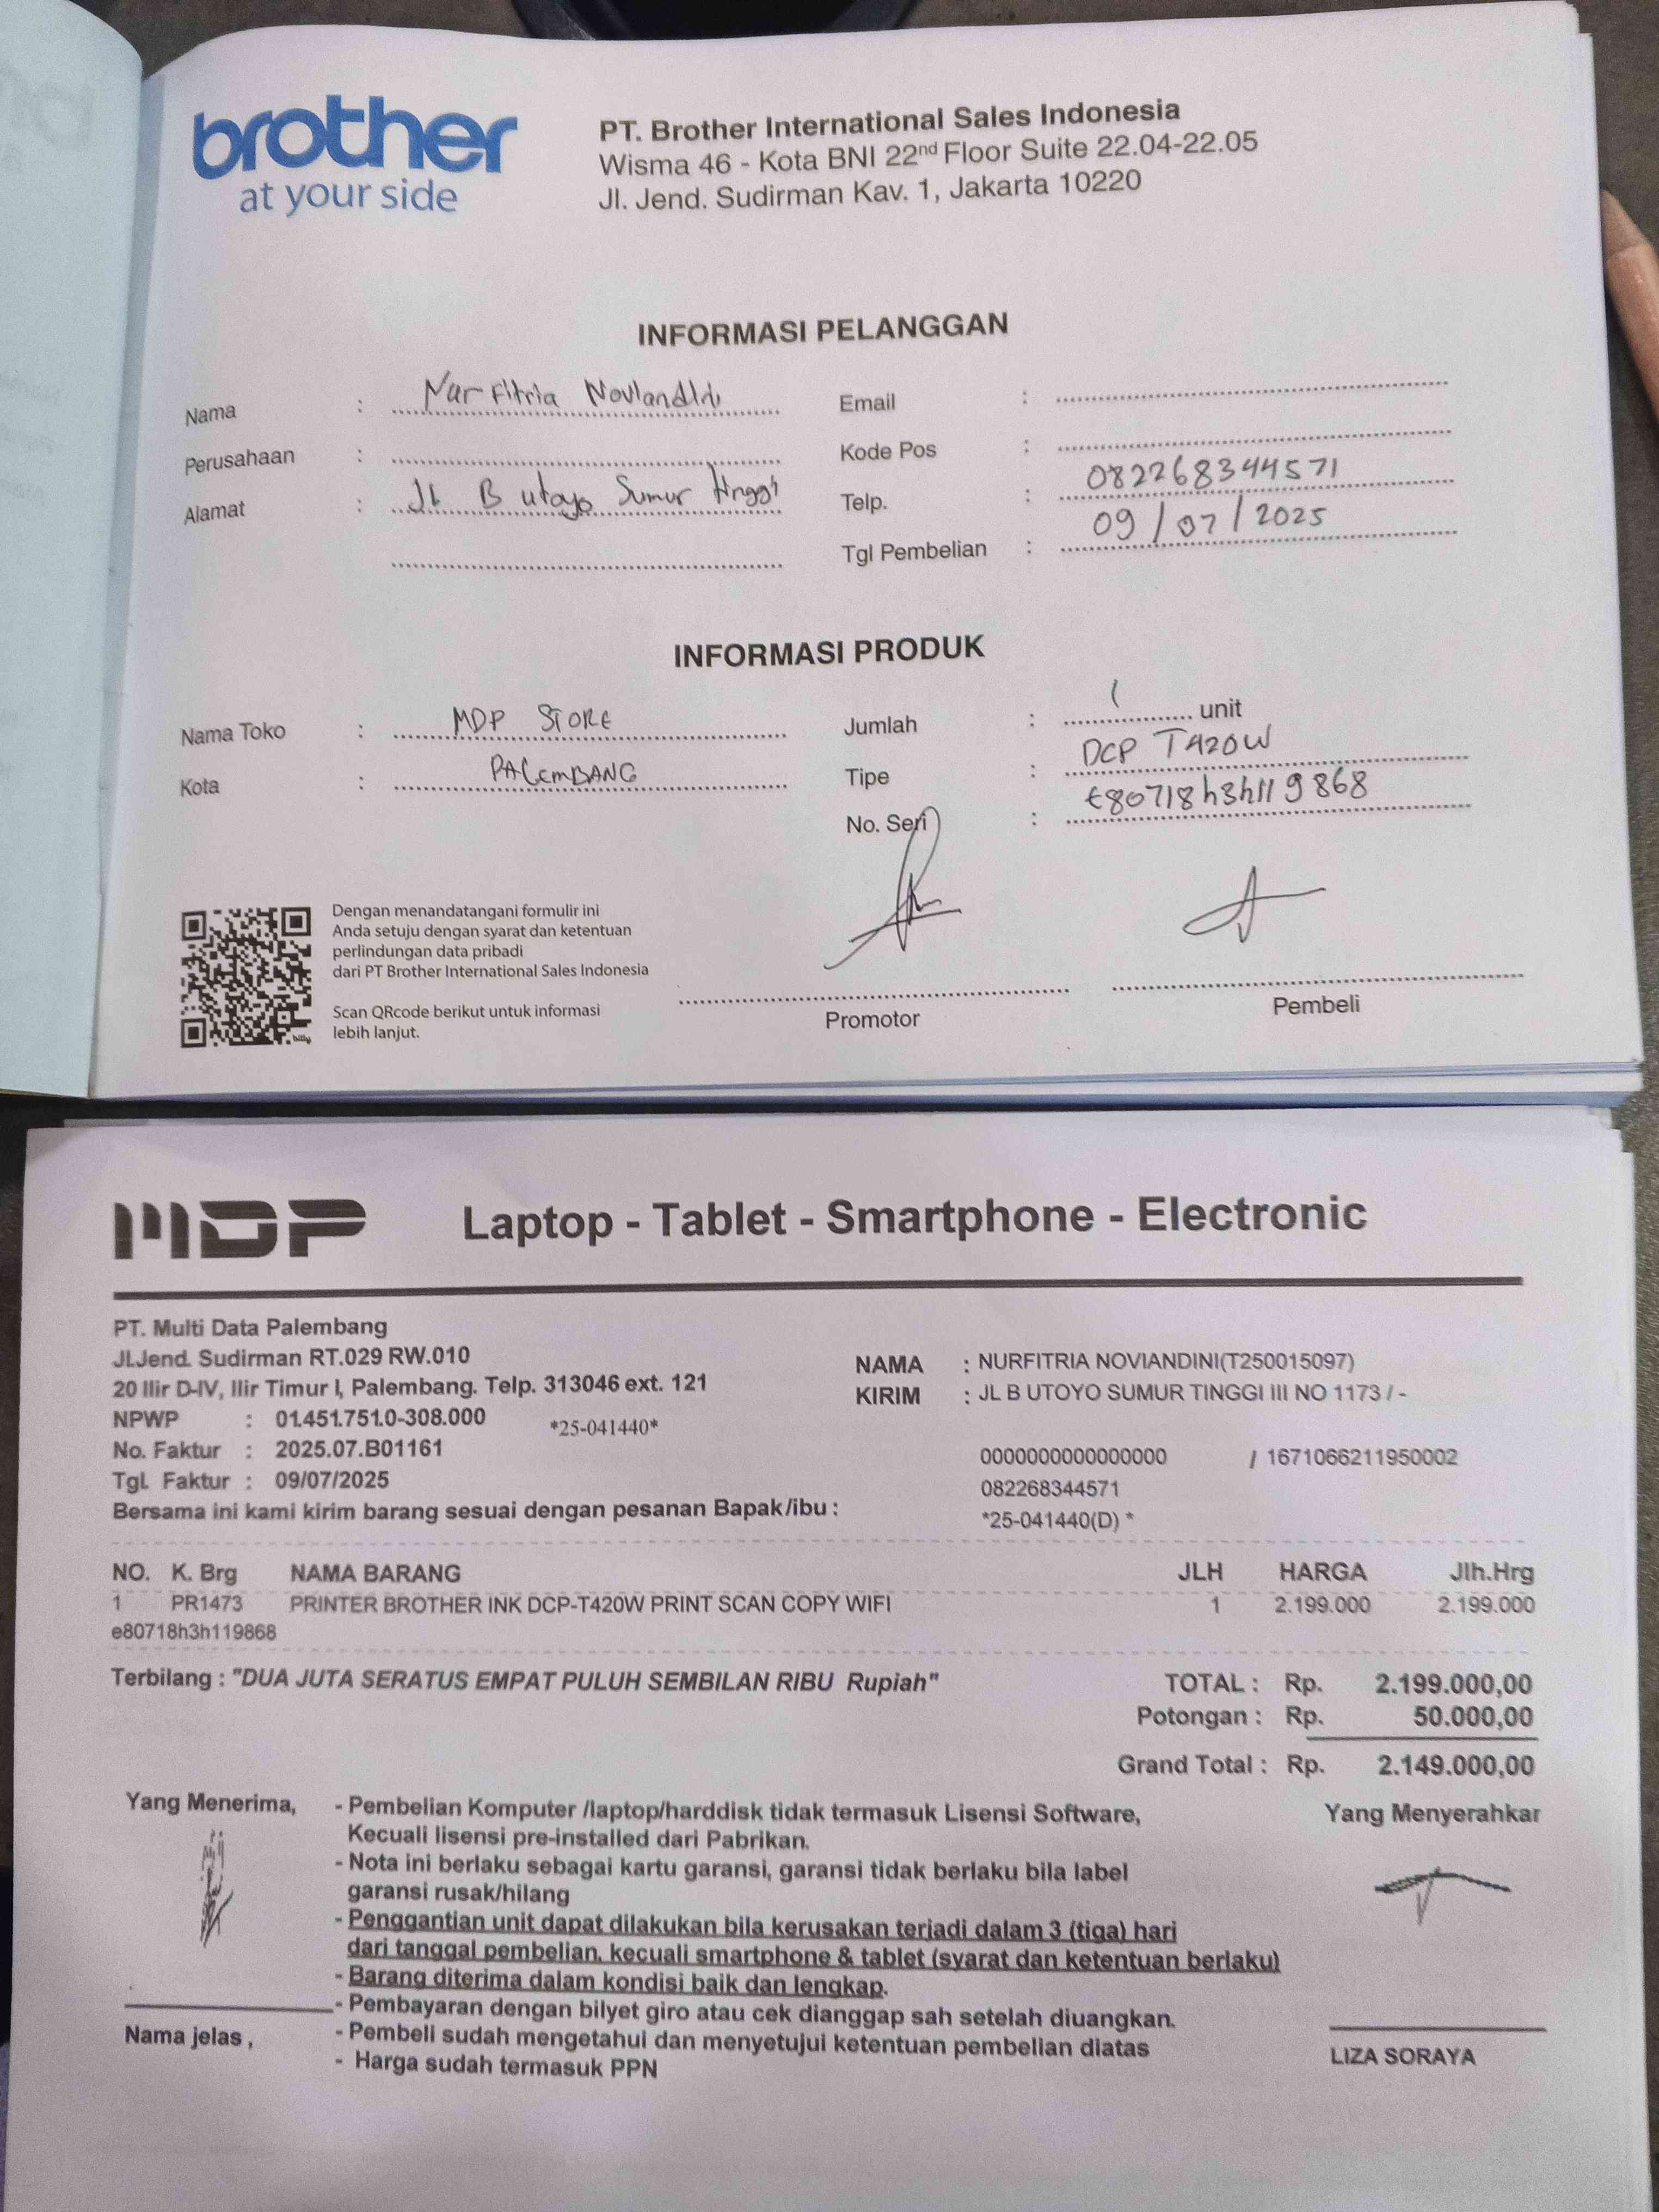 brother
at your side
PT. Brother International Sales Indonesia
Wisma 46 - Kota BNI 22nd Floor Suite 22.04-22.05
Jl. Jend. Sudirman Kav. 1, Jakarta 10220
INFORMASI PELANGGAN
Nama : Nur Fitria
Perusahaan :
Alamat : Jl B utoyo Sumur tinggi
Email :
Kode Pos :
Telp. : 082268344571
Tgl Pembelian : 09/07/2025
INFORMASI PRODUK
Nama Toko : MDP STORE
Kota : PALEMBANG
Jumlah : 1 unit
Tipe : DCP T420W
No. Seri : E80718h3h119868
Dengan menandatangani formulir ini
Anda setuju dengan syarat dan ketentuan
perlindungan data pribadi
dari PT Brother International Sales Indonesia
Scan QRcode berikut untuk informasi
lebih lanjut.
Promotor
Pembeli
MDP Laptop - Tablet - Smartphone - Electronic
PT. Multi Data Palembang
Jl.Jend. Sudirman RT.029 RW.010
20 Ilir D-IV, Ilir Timur I, Palembang. Telp. 313046 ext. 121
NPWP : 01.451.751.0-308.000 *25-041440*
No. Faktur : 2025.07.B01161
Tgl. Faktur : 09/07/2025
Bersama ini kami kirim barang sesuai dengan pesanan Bapak/ibu :
NAMA : NURFITRIA NOVIANDINI(T250015097)
KIRIM : JL B UTOYO SUMUR TINGGI III NO 1173 / -
0000000000000000 / 1671066211950002
082268344571
*25-041440(D) *
NO. K. Brg NAMA BARANG JLH HARGA Jlh.Hrg
1 PR1473 PRINTER BROTHER INK DCP-T420W PRINT SCAN COPY WIFI 1 2.199.000 2.199.000
e80718h3h119868
Terbilang : "DUA JUTA SERATUS EMPAT PULUH SEMBILAN RIBU Rupiah"
TOTAL : Rp. 2.199.000,00
Potongan : Rp. 50.000,00
Grand Total : Rp. 2.149.000,00
Yang Menerima,
- Pembelian Komputer /laptop/harddisk tidak termasuk Lisensi Software,
Kecuali lisensi pre-installed dari Pabrikan.
- Nota ini berlaku sebagai kartu garansi, garansi tidak berlaku bila label
garansi rusak/hilang
- Penggantian unit dapat dilakukan bila kerusakan terjadi dalam 3 (tiga) hari
dari tanggal pembelian, kecuali smartphone & tablet (syarat dan ketentuan berlaku)
- Barang diterima dalam kondisi baik dan lengkap.
- Pembayaran dengan bilyet giro atau cek dianggap sah setelah diuangkan.
- Pembeli sudah mengetahui dan menyetujui ketentuan pembelian diatas
- Harga sudah termasuk PPN
Nama jelas ,
Yang Menyerahkar
LIZA SORAYA